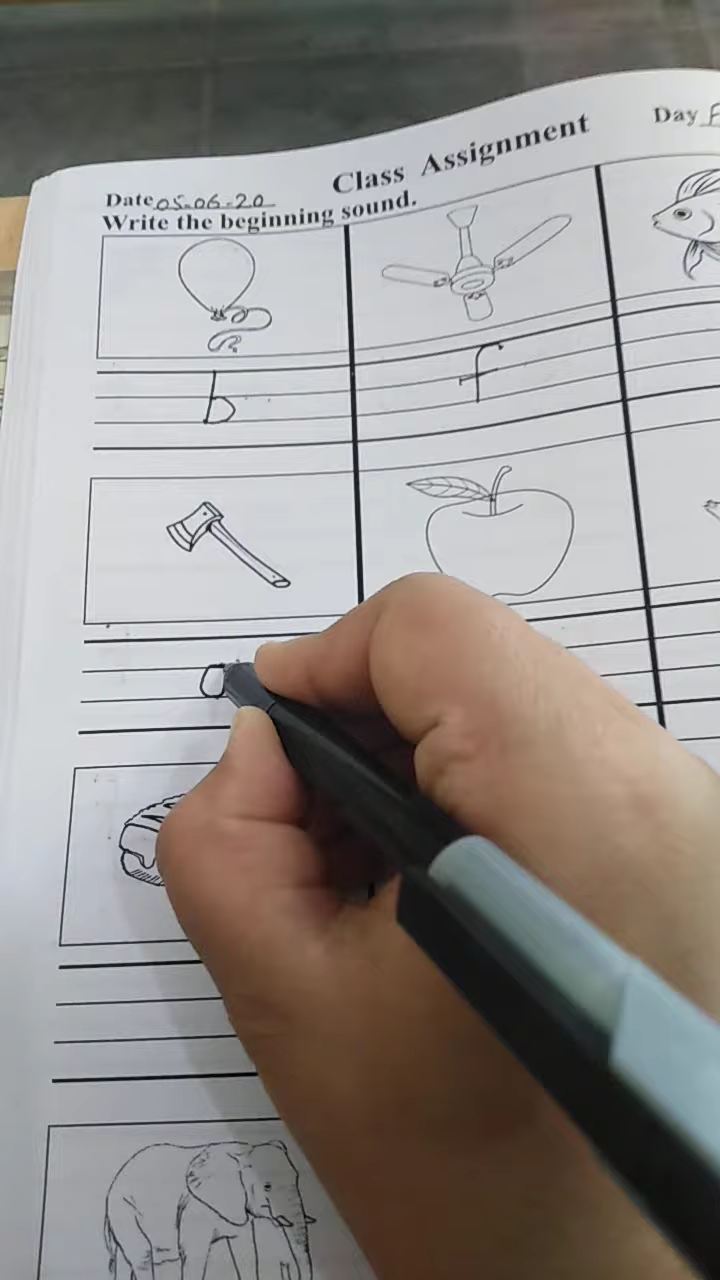 Class Assignment
Day F
Date 05-06-20
Write the beginning sound.
b f
a